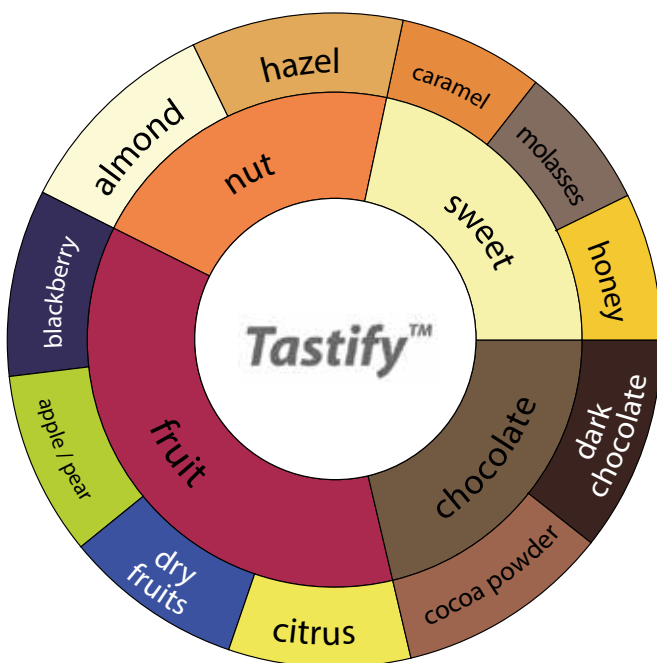 hazel
caramel
almond
nut
molasses
sweet
blackberry
honey
Tastify™
apple / pear
fruit
chocolate
dark
chocolate
dry
fruits
cocoa powder
citrus